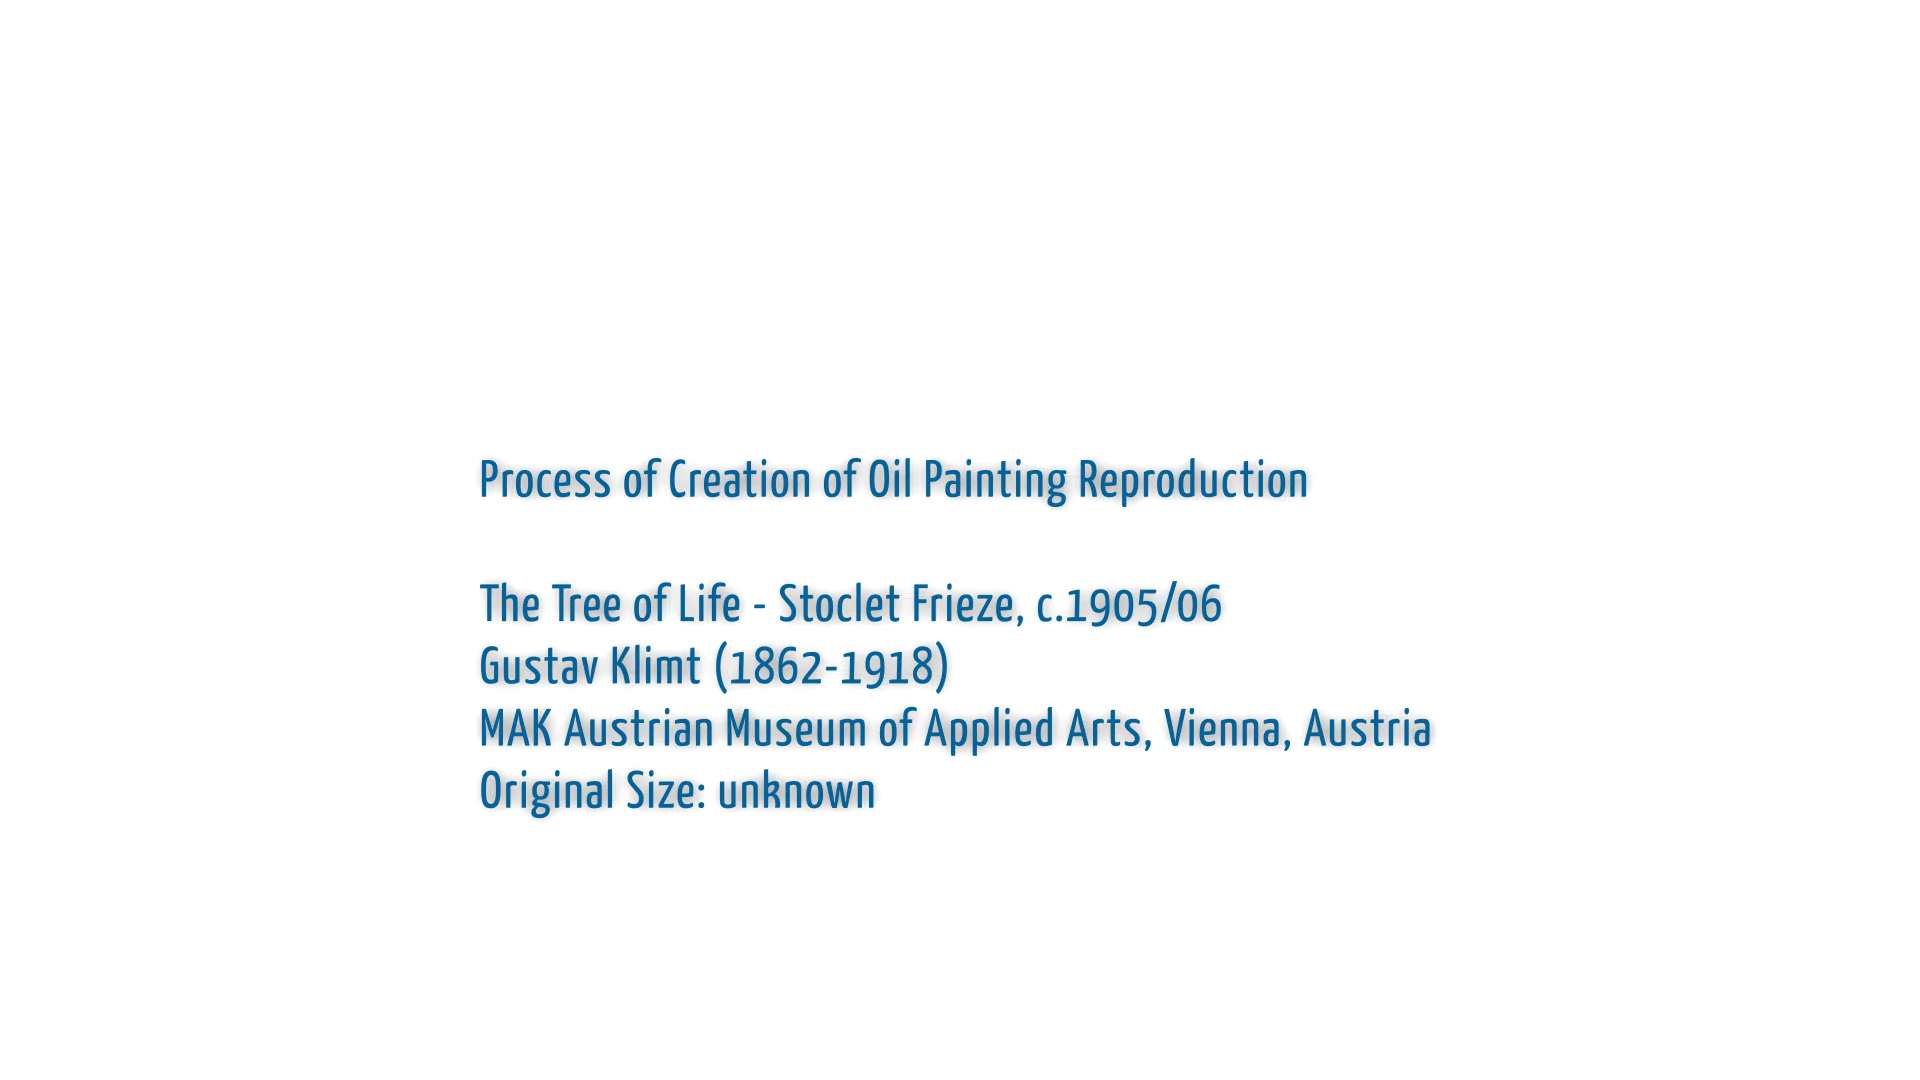 Process of Creation of Oil Painting Reproduction
The Tree of Life - Stoclet Frieze, c.1905/06
Gustav Klimt (1862-1918)
MAK Austrian Museum of Applied Arts, Vienna, Austria
Original Size: unknown